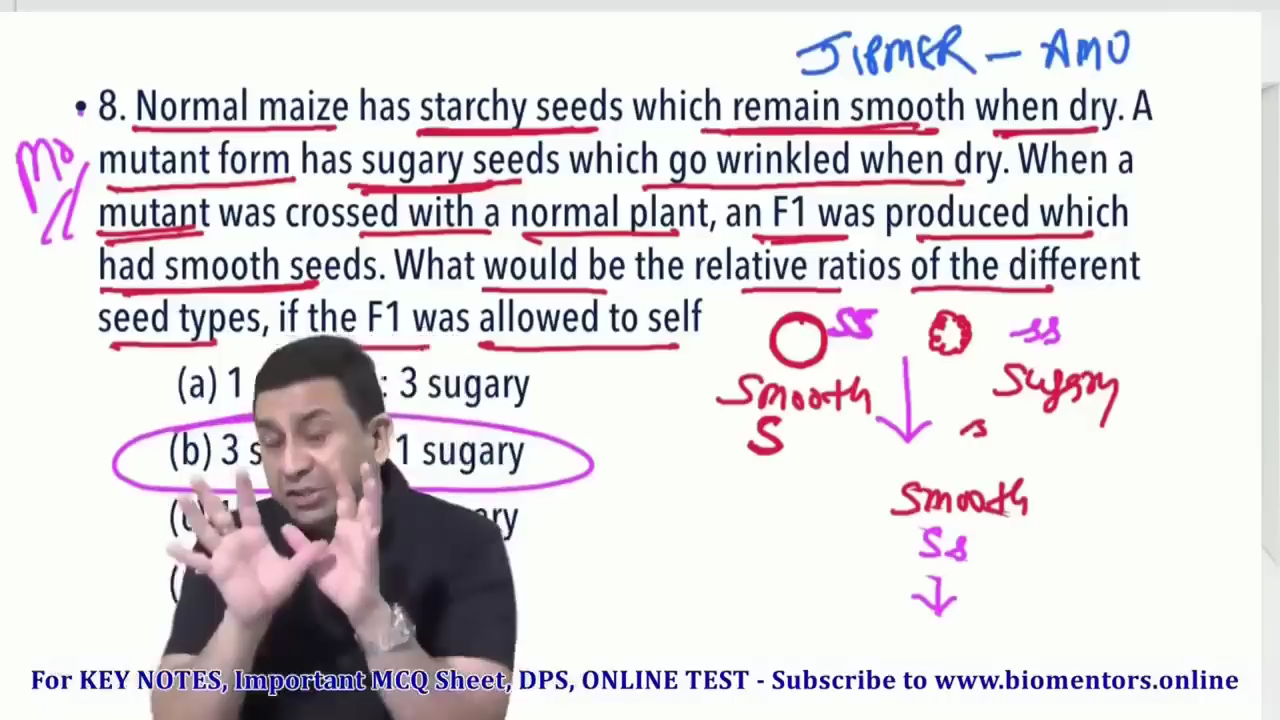 JIPMER - AMU
• 8. Normal maize has starchy seeds which remain smooth when dry. A
mutant form has sugary seeds which go wrinkled when dry. When a
mutant was crossed with a normal plant, an F1 was produced which
had smooth seeds. What would be the relative ratios of the different
seed types, if the F1 was allowed to self
SS
ss
(a) 1 : 3 sugary
Smooth
Sugary
S
s
(b) 3 s 1 sugary
Smooth
Ss
For KEY NOTES, Important MCQ Sheet, DPS, ONLINE TEST - Subscribe to www.biomentors.online